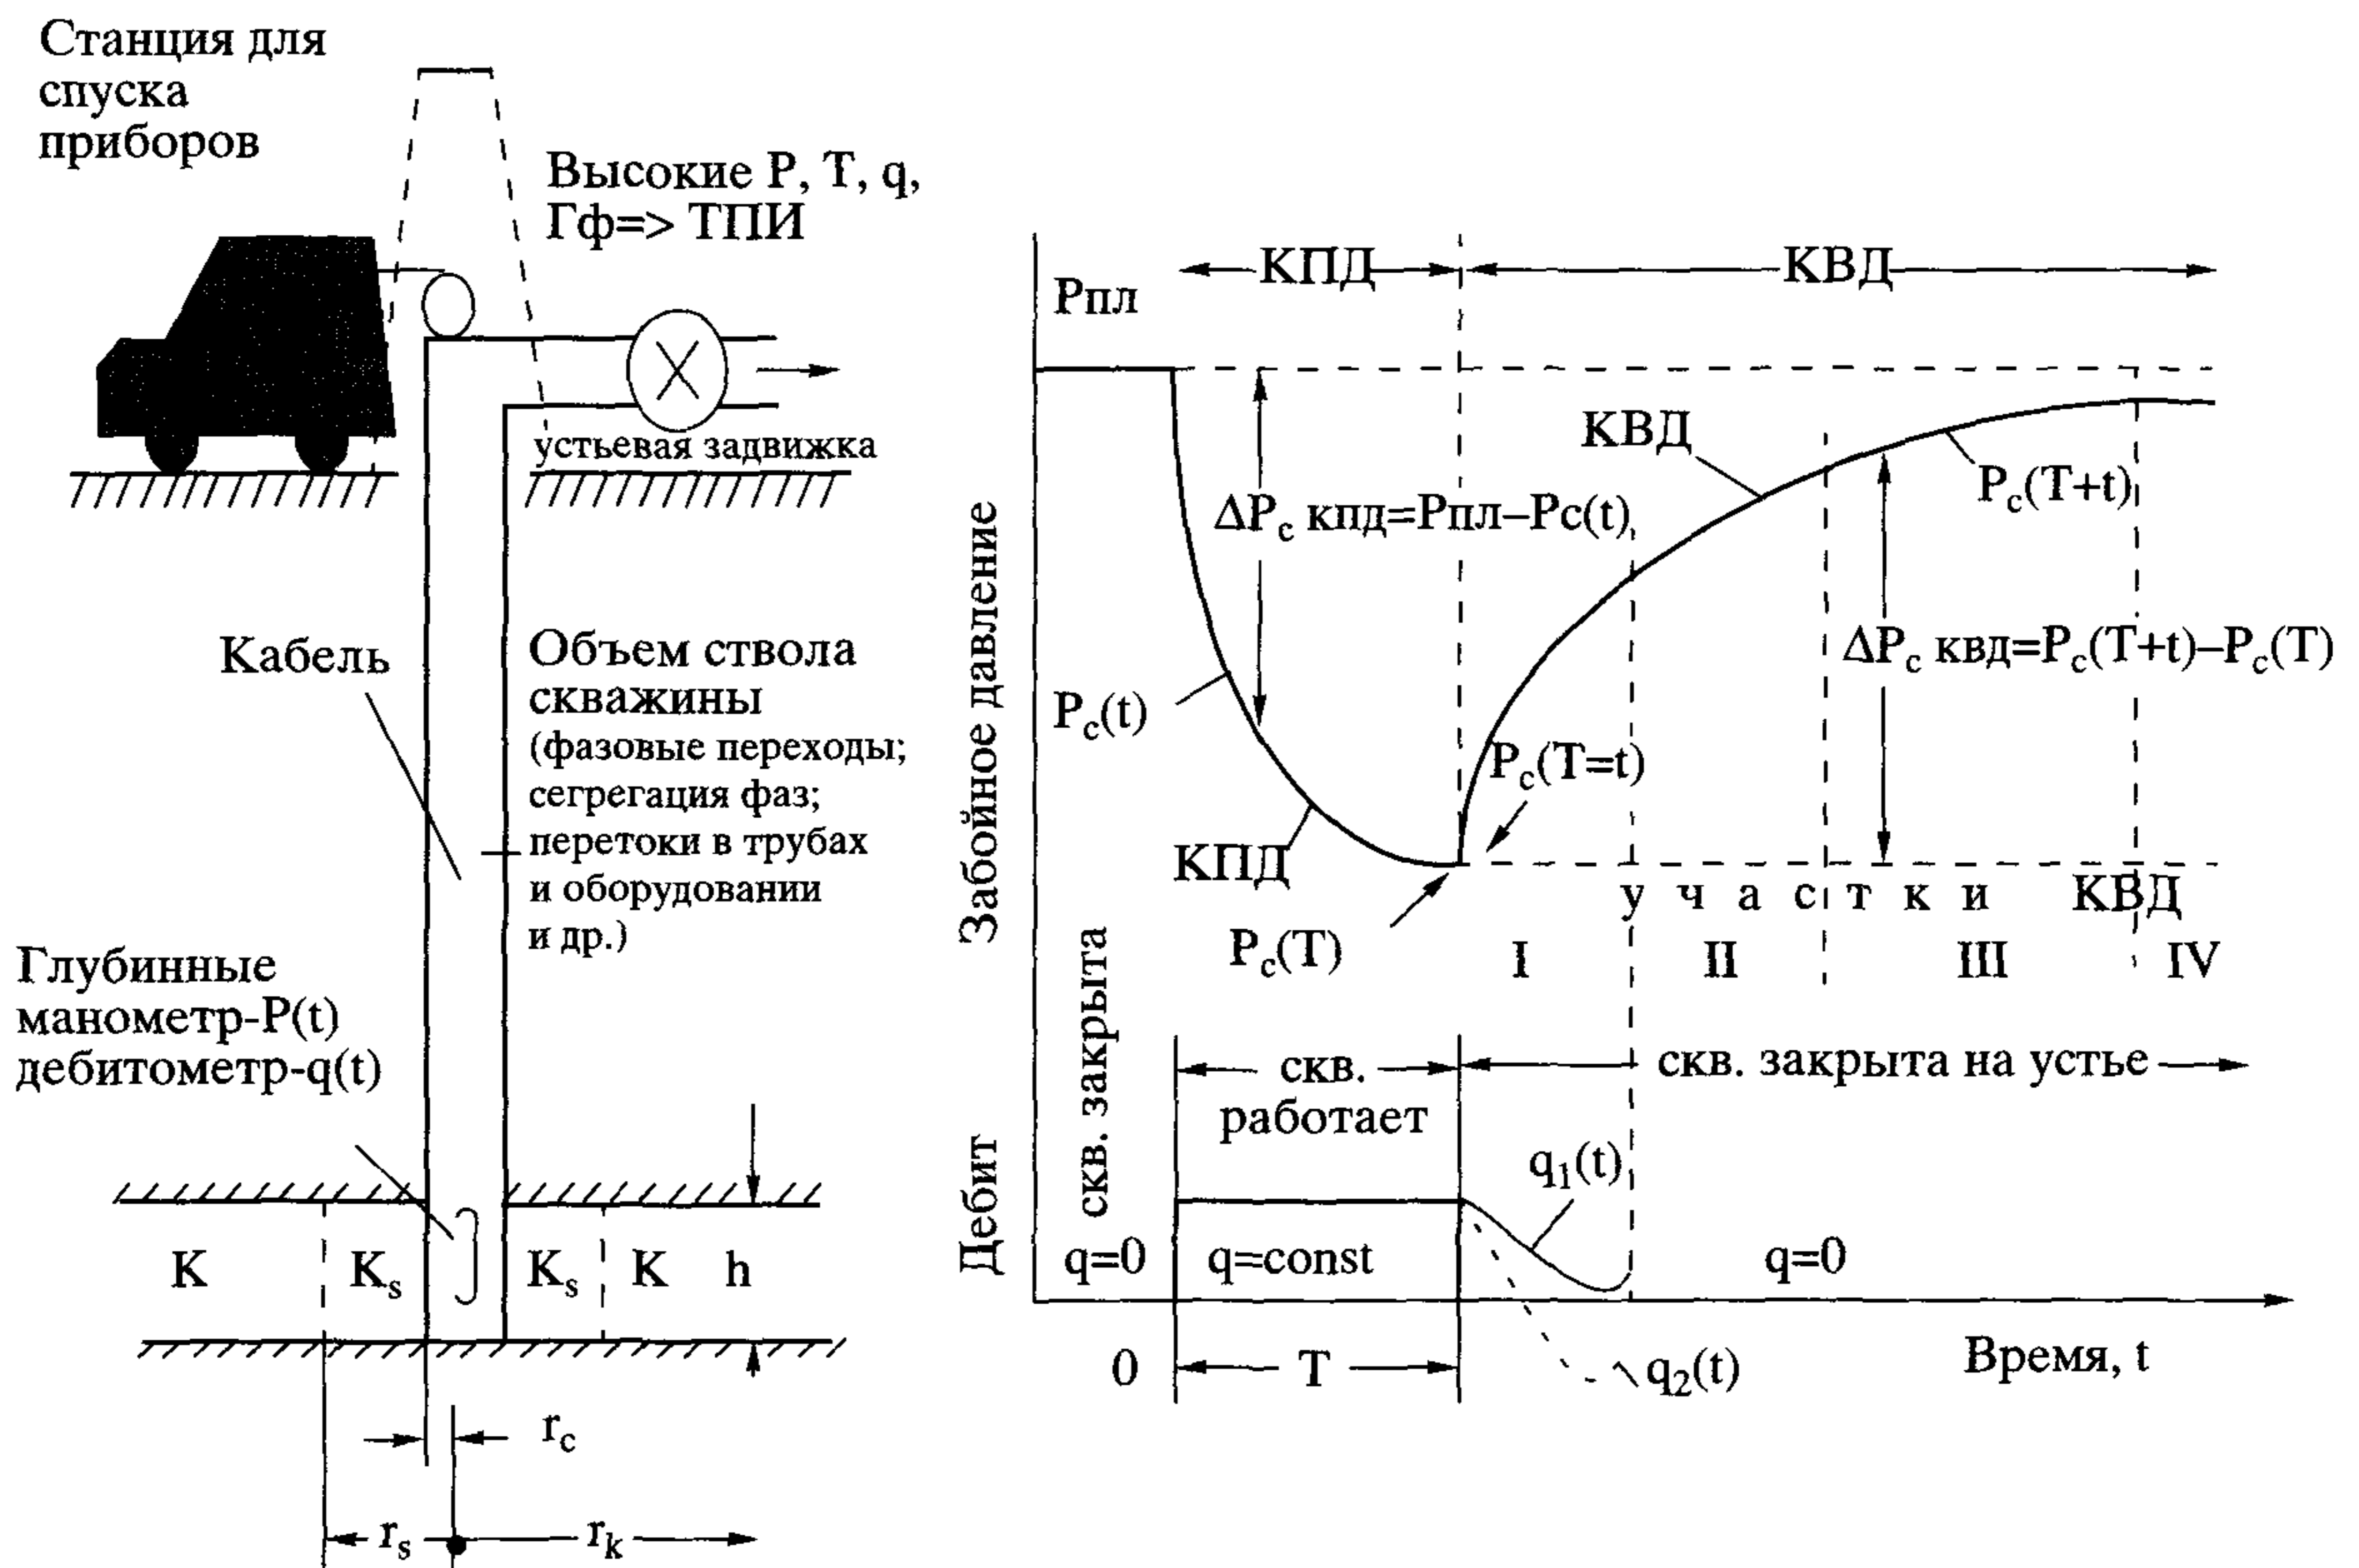 Станция для
спуска
приборов
Высокие P, T, q,
Гф=> ТПИ
устьевая задвижка
Кабель
Объем ствола
скважины
(фазовые переходы;
сегрегация фаз;
перетоки в трубах
и оборудовании
и др.)
Глубинные
манометр-P(t)
дебитометр-q(t)
K
Ks
Ks
K
h
rc
rs
rk
КПД
КВД
Рпл
КВД
Pc(T+t)
ΔPc кпд=Рпл–Рс(t)
ΔPc квд=Pc(T+t)–Pc(T)
Забойное давление
Pc(t)
Pc(T=t)
КПД
Pc(T)
участки КВД
I
II
III
IV
скв. закрыта
скв.
работает
скв. закрыта на устье
Дебит
q1(t)
q=0
q=const
q=0
0
T
q2(t)
Время, t